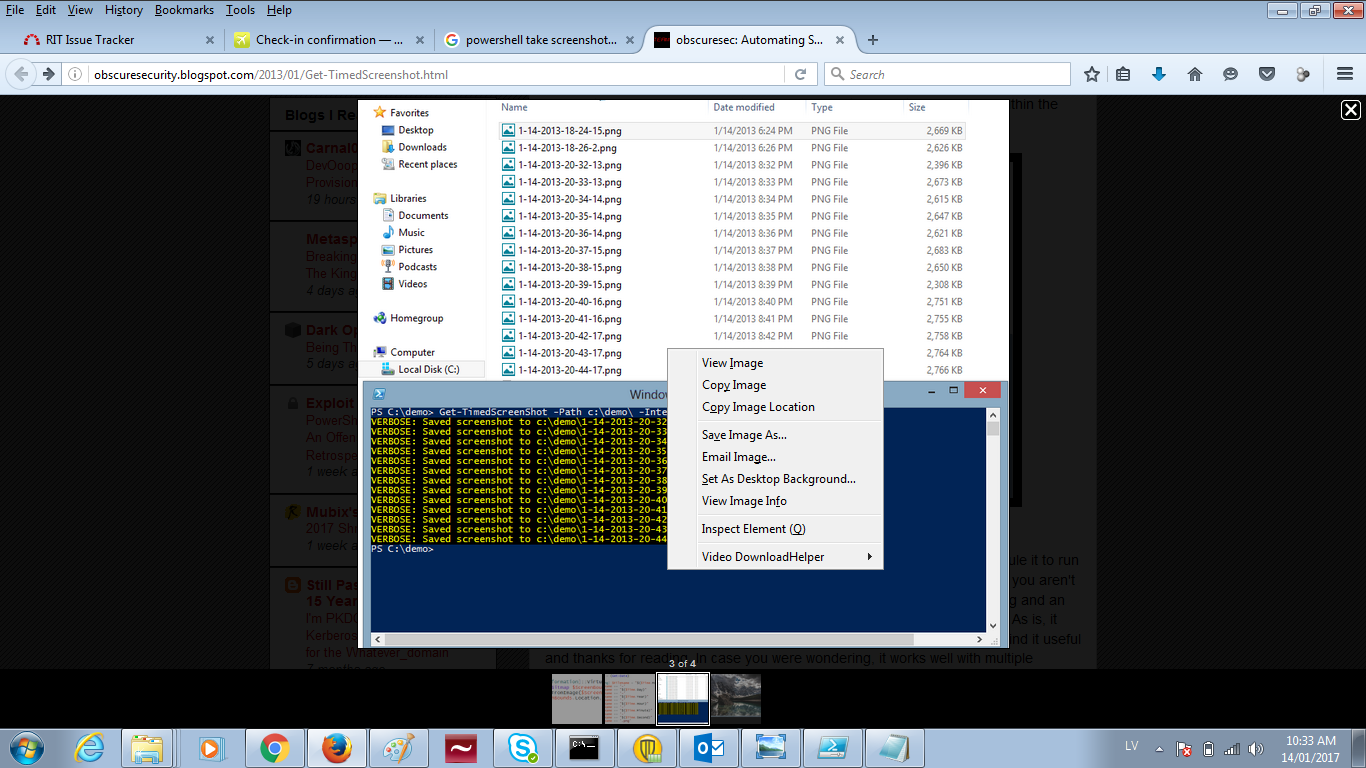 File Edit View History Bookmarks Tools Help
RIT Issue Tracker
Check-in confirmation — ...
powershell take screenshot...
obscuresec: Automating S...
obscuresecurity.blogspot.com/2013/01/Get-TimedScreenshot.html
Search
Blogs I Re
Carnal0
DevOoop
Provision
19 hours
Metasp
Breaking
The King
4 days a
Dark Op
Being Th
5 days a
Exploit
PowerSh
An Offen
Retrospe
1 week a
Mubix's
2017 Sh
1 week a
Still Pas
15 Year
I'm PKDC
Kerberos
for the Whatever_domain
7 months ago
Favorites
Desktop
Downloads
Recent places
Libraries
Documents
Music
Pictures
Podcasts
Videos
Homegroup
Computer
Local Disk (C:)
Name Date modified Type Size
1-14-2013-18-24-15.png 1/14/2013 6:24 PM PNG File 2,669 KB
1-14-2013-18-26-2.png 1/14/2013 6:26 PM PNG File 2,626 KB
1-14-2013-20-32-13.png 1/14/2013 8:32 PM PNG File 2,396 KB
1-14-2013-20-33-13.png 1/14/2013 8:33 PM PNG File 2,673 KB
1-14-2013-20-34-14.png 1/14/2013 8:34 PM PNG File 2,615 KB
1-14-2013-20-35-14.png 1/14/2013 8:35 PM PNG File 2,647 KB
1-14-2013-20-36-14.png 1/14/2013 8:36 PM PNG File 2,621 KB
1-14-2013-20-37-15.png 1/14/2013 8:37 PM PNG File 2,683 KB
1-14-2013-20-38-15.png 1/14/2013 8:38 PM PNG File 2,650 KB
1-14-2013-20-39-15.png 1/14/2013 8:39 PM PNG File 2,308 KB
1-14-2013-20-40-16.png 1/14/2013 8:40 PM PNG File 2,751 KB
1-14-2013-20-41-16.png 1/14/2013 8:41 PM PNG File 2,755 KB
1-14-2013-20-42-17.png 1/14/2013 8:42 PM PNG File 2,758 KB
1-14-2013-20-43-17.png 2,764 KB
1-14-2013-20-44-17.png 2,766 KB
Window
PS C:\demo> Get-TimedScreenShot -Path c:\demo\ -Inte
VERBOSE: Saved screenshot to c:\demo\1-14-2013-20-32
VERBOSE: Saved screenshot to c:\demo\1-14-2013-20-33
VERBOSE: Saved screenshot to c:\demo\1-14-2013-20-34
VERBOSE: Saved screenshot to c:\demo\1-14-2013-20-35
VERBOSE: Saved screenshot to c:\demo\1-14-2013-20-36
VERBOSE: Saved screenshot to c:\demo\1-14-2013-20-37
VERBOSE: Saved screenshot to c:\demo\1-14-2013-20-38
VERBOSE: Saved screenshot to c:\demo\1-14-2013-20-39
VERBOSE: Saved screenshot to c:\demo\1-14-2013-20-40
VERBOSE: Saved screenshot to c:\demo\1-14-2013-20-41
VERBOSE: Saved screenshot to c:\demo\1-14-2013-20-42
VERBOSE: Saved screenshot to c:\demo\1-14-2013-20-43
VERBOSE: Saved screenshot to c:\demo\1-14-2013-20-44
PS C:\demo>
View Image
Copy Image
Copy Image Location
Save Image As...
Email Image...
Set As Desktop Background...
View Image Info
Inspect Element (Q)
Video DownloadHelper
thin the
ule it to run
you aren't
g and an
As is, it
nd it useful
and thanks for reading. In case you were wondering, it works well with multiple
3 of 4
LV
10:33 AM
14/01/2017